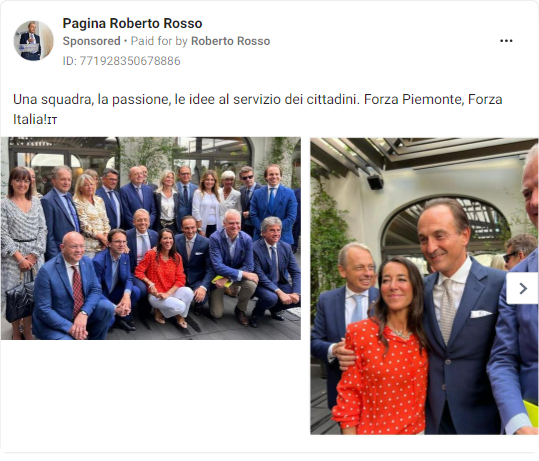 Pagina Roberto Rosso
Sponsored • Paid for by Roberto Rosso
ID: 771928350678886
Una squadra, la passione, le idee al servizio dei cittadini. Forza Piemonte, Forza
Italia!ɪᴛ